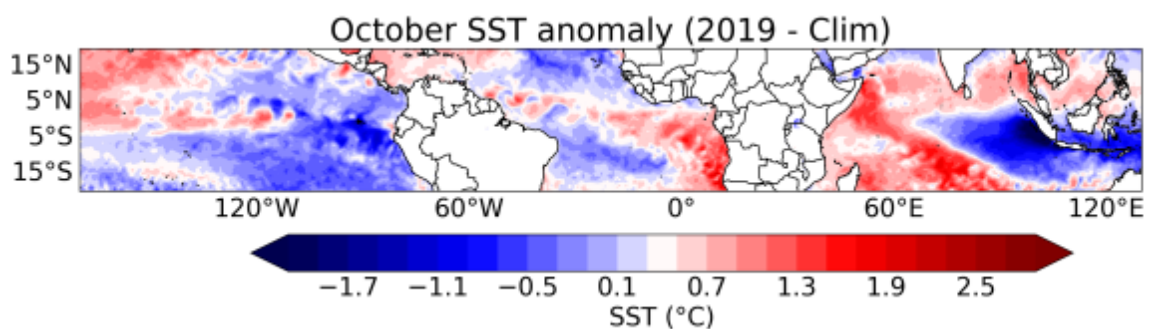 October SST anomaly (2019 - Clim)
15°N
5°N
5°S
15°S
120°W 60°W 0° 60°E 120°E
−1.7 −1.1 −0.5 0.1 0.7 1.3 1.9 2.5
SST (°C)